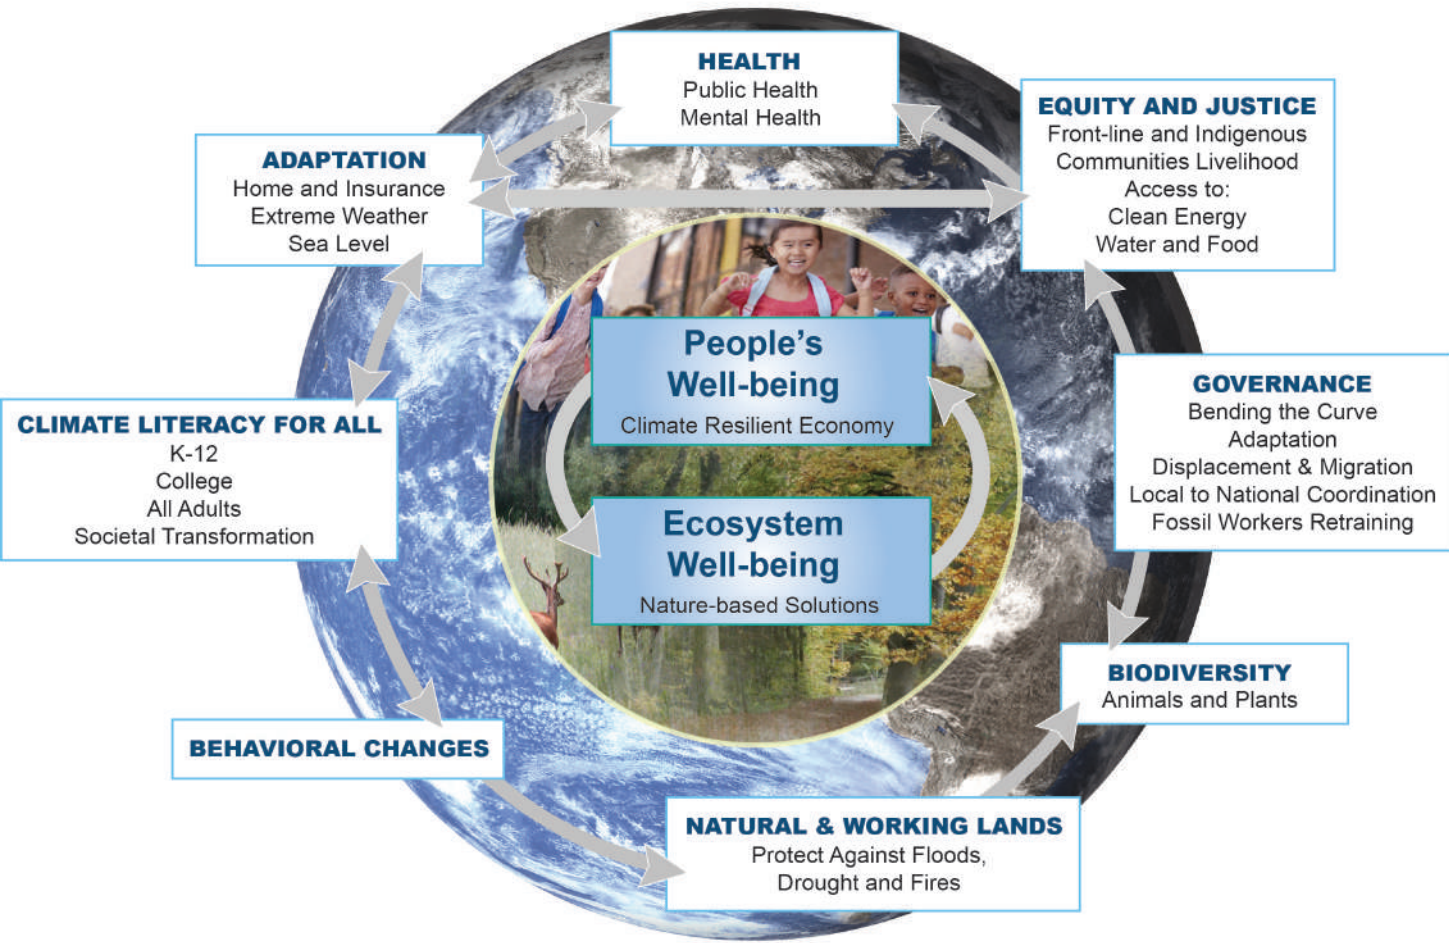 HEALTH
Public Health
Mental Health
EQUITY AND JUSTICE
Front-line and Indigenous
Communities Livelihood
Access to:
Clean Energy
Water and Food
ADAPTATION
Home and Insurance
Extreme Weather
Sea Level
People’s
Well-being
Climate Resilient Economy
GOVERNANCE
Bending the Curve
Adaptation
Displacement & Migration
Local to National Coordination
Fossil Workers Retraining
CLIMATE LITERACY FOR ALL
K-12
College
All Adults
Societal Transformation
Ecosystem
Well-being
Nature-based Solutions
BIODIVERSITY
Animals and Plants
BEHAVIORAL CHANGES
NATURAL & WORKING LANDS
Protect Against Floods,
Drought and Fires